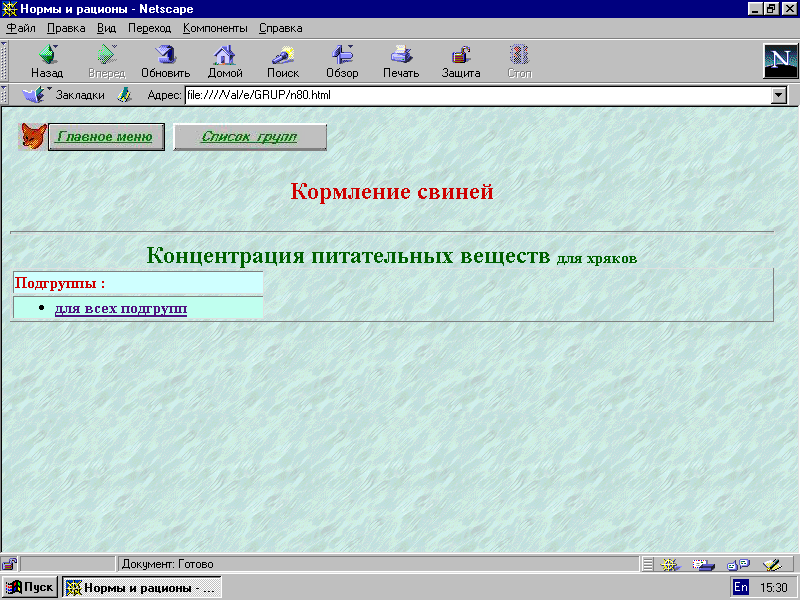 Нормы и рационы - Netscape
Файл Правка Вид Переход Компоненты Справка
Назад Вперед Обновить Домой Поиск Обзор Печать Защита Стоп
N
Закладки Адрес: file:////Val/e/GRUP/n80.html
Главное меню Список групп
Кормление свиней
Концентрация питательных веществ для хряков
Подгруппы :
для всех подгрупп
Документ: Готово
Пуск Нормы и рационы - ... En 15:30